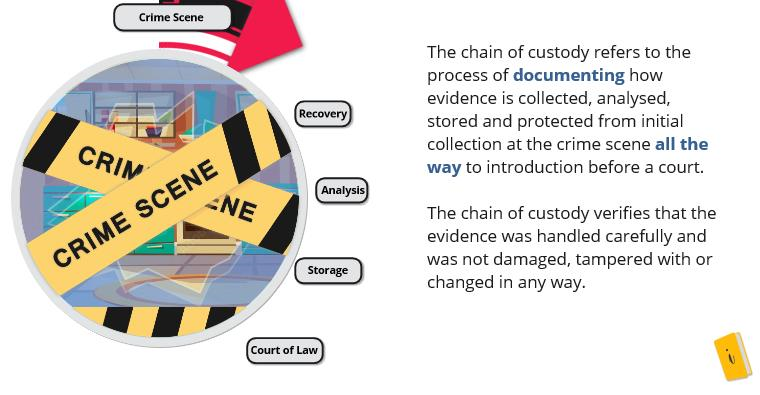 Crime Scene
Recovery
Analysis
Storage
Court of Law
CRIM
ENE
CRIME SCENE
The chain of custody refers to the
process of documenting how
evidence is collected, analysed,
stored and protected from initial
collection at the crime scene all the
way to introduction before a court.
The chain of custody verifies that the
evidence was handled carefully and
was not damaged, tampered with or
changed in any way.
i